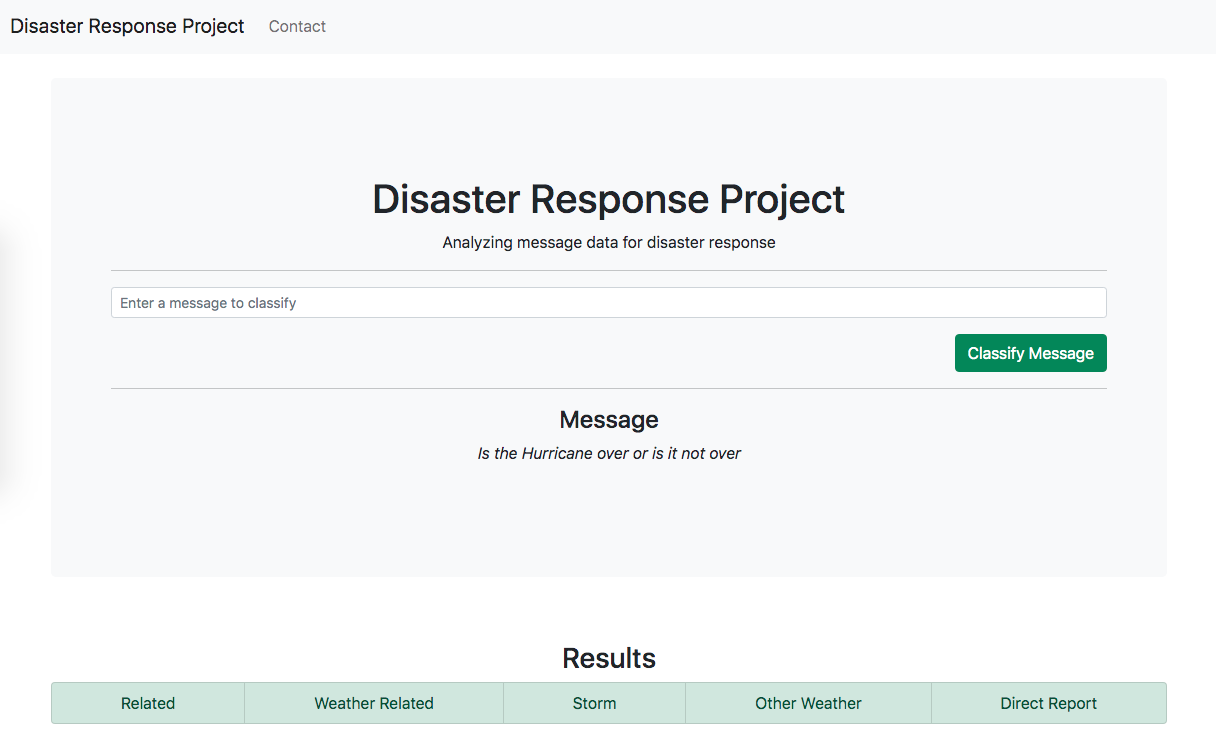 Disaster Response Project Contact
Disaster Response Project
Analyzing message data for disaster response
Enter a message to classify
Classify Message
Message
Is the Hurricane over or is it not over
Results
Related Weather Related Storm Other Weather Direct Report